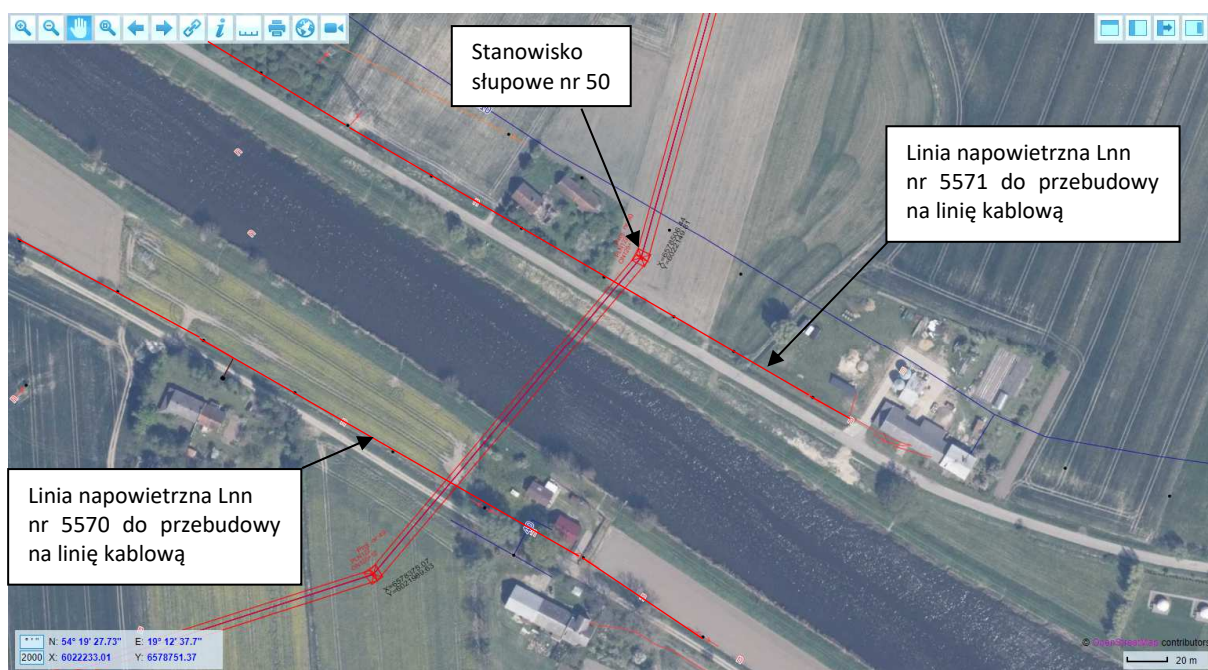 Stanowisko
słupowe nr 50
Linia napowietrzna Lnn
nr 5571 do przebudowy
na linię kablową
Linia napowietrzna Lnn
nr 5570 do przebudowy
na linię kablową
N: 54° 19' 27.73" E: 19° 12' 37.7"
2000 X: 6022233.01 Y: 6578751.37
© OpenStreetMap contributors
20 m